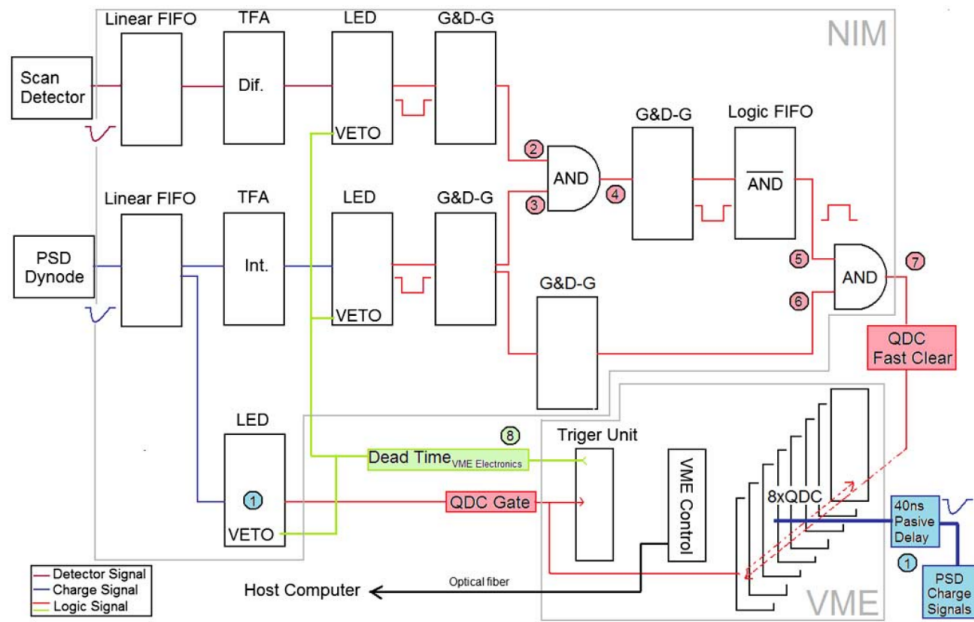 Linear FIFO TFA LED G&D-G
NIM
Scan
Detector
Dif.
VETO
G&D-G Logic FIFO
2
AND
3
4
AND
Linear FIFO TFA LED G&D-G
PSD
Dynode
Int.
VETO
G&D-G
5
6
AND
7
QDC
Fast Clear
LED
1
VETO
8
Dead Time VME Electronics
QDC Gate
Triger Unit
VME Control
8xQDC
40ns
Pasive
Delay
1
PSD
Charge
Signals
Detector Signal
Charge Signal
Logic Signal
Host Computer
Optical fiber
VME